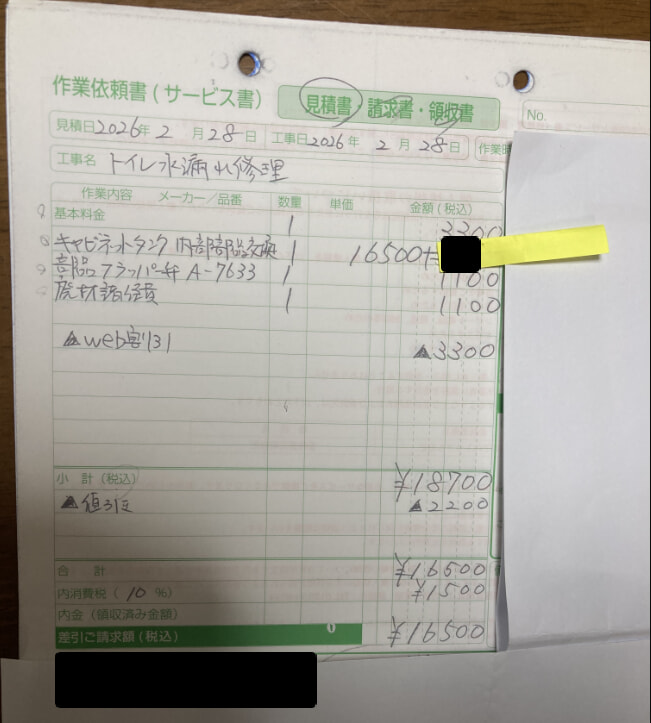 作業依頼書(サービス書) 見積書・請求書・領収書
No.
見積日2026年 2 月 28 日 工事日2026年 2 月 28日 作業
工事名 トイレ水漏れ修理
作業内容 メーカー/品番 数量 単価 金額(税込)
基本料金 1 3300
キャビネットタンク 内部部品交換 1 16500+
部品 フラッパー弁 A-7633 1 1100
廃材諸経費 1 1100
▲web割引 ▲3300
小 計(税込) ¥18700
▲値引 ▲2200
合 計 ¥16500
内消費税( 10 %) ¥1500
内金(領収済み金額)
差引ご請求額(税込) 0 ¥16500